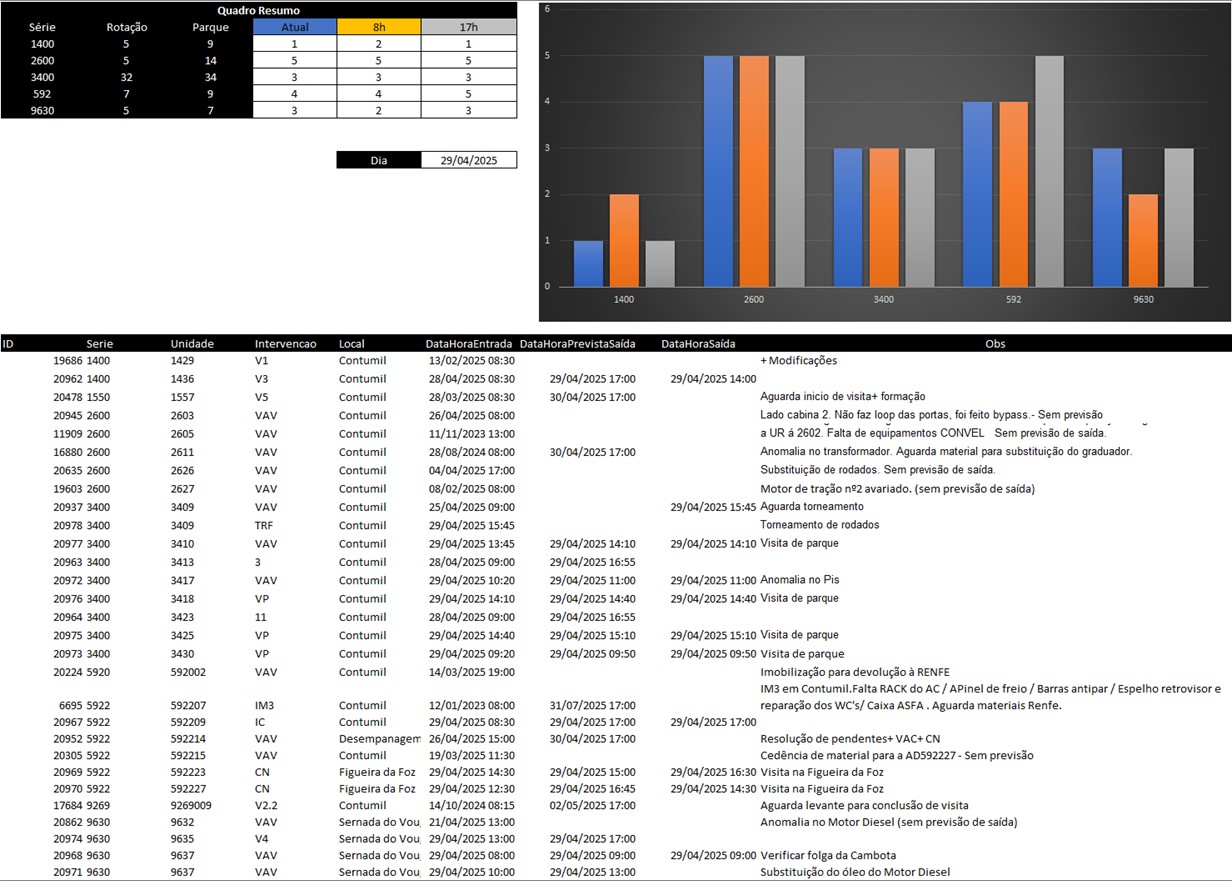 Quadro Resumo
Série Rotação Parque Atual 8h 17h
1400 5 9 1 2 1
2600 5 14 5 5 5
3400 32 34 3 3 3
592 7 9 4 4 5
9630 5 7 3 2 3
Dia 29/04/2025
6
5
4
3
2
1
0
1400 2600 3400 592 9630
ID Serie Unidade Intervencao Local DataHoraEntrada DataHoraPrevistaSaída DataHoraSaída Obs
19686 1400 1429 V1 Contumil 13/02/2025 08:30 + Modificações
20962 1400 1436 V3 Contumil 28/04/2025 08:30 29/04/2025 17:00 29/04/2025 14:00
20478 1550 1557 V5 Contumil 28/03/2025 08:30 30/04/2025 17:00 Aguarda inicio de visita+ formação
20945 2600 2603 VAV Contumil 26/04/2025 08:00 Lado cabina 2. Não faz loop das portas, foi feito bypass.- Sem previsão
11909 2600 2605 VAV Contumil 11/11/2023 13:00 a UR á 2602. Falta de equipamentos CONVEL Sem previsão de saída.
16880 2600 2611 VAV Contumil 28/08/2024 08:00 30/04/2025 17:00 Anomalia no transformador. Aguarda material para substituição do graduador.
20635 2600 2626 VAV Contumil 04/04/2025 17:00 Substituição de rodados. Sem previsão de saída.
19603 2600 2627 VAV Contumil 08/02/2025 08:00 Motor de tração nº2 avariado. (sem previsão de saída)
20937 3400 3409 VAV Contumil 25/04/2025 09:00 29/04/2025 15:45 Aguarda torneamento
20978 3400 3409 TRF Contumil 29/04/2025 15:45 Torneamento de rodados
20977 3400 3410 VAV Contumil 29/04/2025 13:45 29/04/2025 14:10 29/04/2025 14:10 Visita de parque
20963 3400 3413 3 Contumil 28/04/2025 09:00 29/04/2025 16:55
20972 3400 3417 VAV Contumil 29/04/2025 10:20 29/04/2025 11:00 29/04/2025 11:00 Anomalia no Pis
20976 3400 3418 VP Contumil 29/04/2025 14:10 29/04/2025 14:40 29/04/2025 14:40 Visita de parque
20964 3400 3423 11 Contumil 28/04/2025 09:00 29/04/2025 16:55
20975 3400 3425 VP Contumil 29/04/2025 14:40 29/04/2025 15:10 29/04/2025 15:10 Visita de parque
20973 3400 3430 VP Contumil 29/04/2025 09:20 29/04/2025 09:50 29/04/2025 09:50 Visita de parque
20224 5920 592002 VAV Contumil 14/03/2025 19:00 Imobilização para devolução à RENFE
IM3 em Contumil.Falta RACK do AC / APinel de freio / Barras antipar / Espelho retrovisor e
6695 5922 592207 IM3 Contumil 12/01/2023 08:00 31/07/2025 17:00 reparação dos WC's/ Caixa ASFA . Aguarda materiais Renfe.
20967 5922 592209 IC Contumil 29/04/2025 08:30 29/04/2025 17:00 29/04/2025 17:00
20952 5922 592214 VAV Desempanagem 26/04/2025 15:00 30/04/2025 17:00 Resolução de pendentes+ VAC+ CN
20305 5922 592215 VAV Contumil 19/03/2025 11:30 Cedência de material para a AD592227 - Sem previsão
20969 5922 592223 CN Figueira da Foz 29/04/2025 14:30 29/04/2025 15:00 29/04/2025 16:30 Visita na Figueira da Foz
20970 5922 592227 CN Figueira da Foz 29/04/2025 12:30 29/04/2025 16:45 29/04/2025 14:30 Visita na Figueira da Foz
17684 9269 9269009 V2.2 Contumil 14/10/2024 08:15 02/05/2025 17:00 Aguarda levante para conclusão de visita
20862 9630 9632 VAV Sernada do Vou 21/04/2025 13:00 Anomalia no Motor Diesel (sem previsão de saída)
20974 9630 9635 V4 Sernada do Vou 29/04/2025 13:00 29/04/2025 17:00
20968 9630 9637 VAV Sernada do Vou 29/04/2025 08:00 29/04/2025 09:00 29/04/2025 09:00 Verificar folga da Cambota
20971 9630 9637 VAV Sernada do Vou 29/04/2025 10:00 29/04/2025 13:00 Substituição do óleo do Motor Diesel